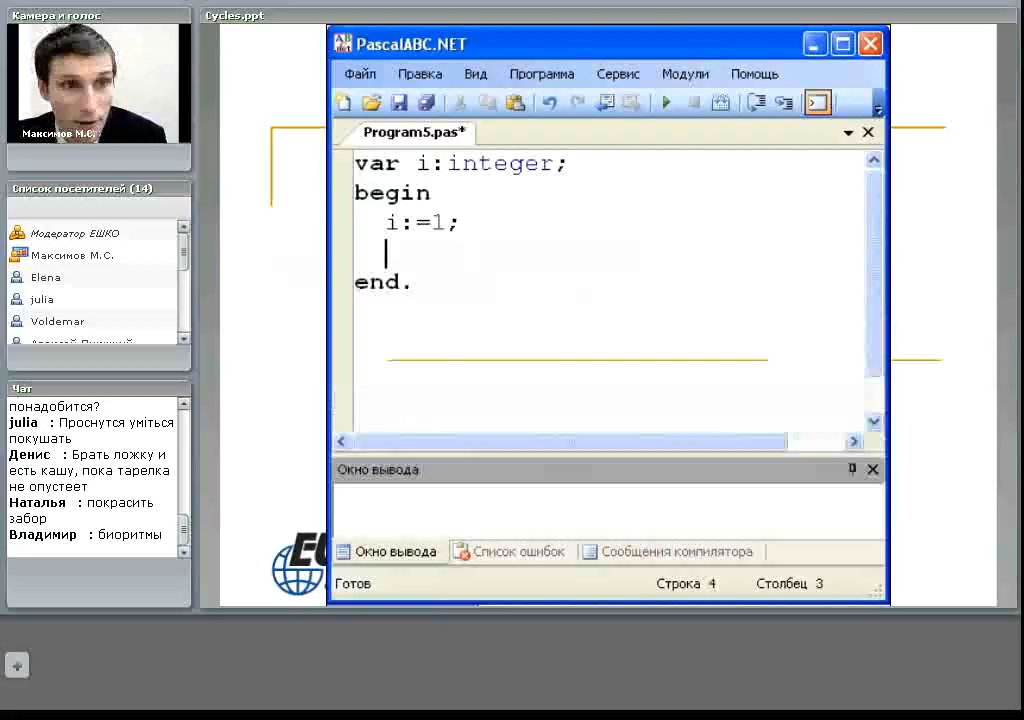 Камера и голос
Максимов М.С.
Список посетителей (14)
Модератор ЕШКО
Максимов М.С.
Elena
julia
Voldemar
Чат
понадобится?
julia : Проснутся уміться
покушать
Денис : Брать ложку и
есть кашу, пока тарелка
не опустеет
Наталья : покрасить
забор
Владимир : биоритмы
Cycles.ppt
PascalABC.NET
Файл Правка Вид Программа Сервис Модули Помощь
Program5.pas*
var i:integer;
begin
i:=1;
end.
Окно вывода
Окно вывода Список ошибок Сообщения компилятора
Готов Строка 4 Столбец 3